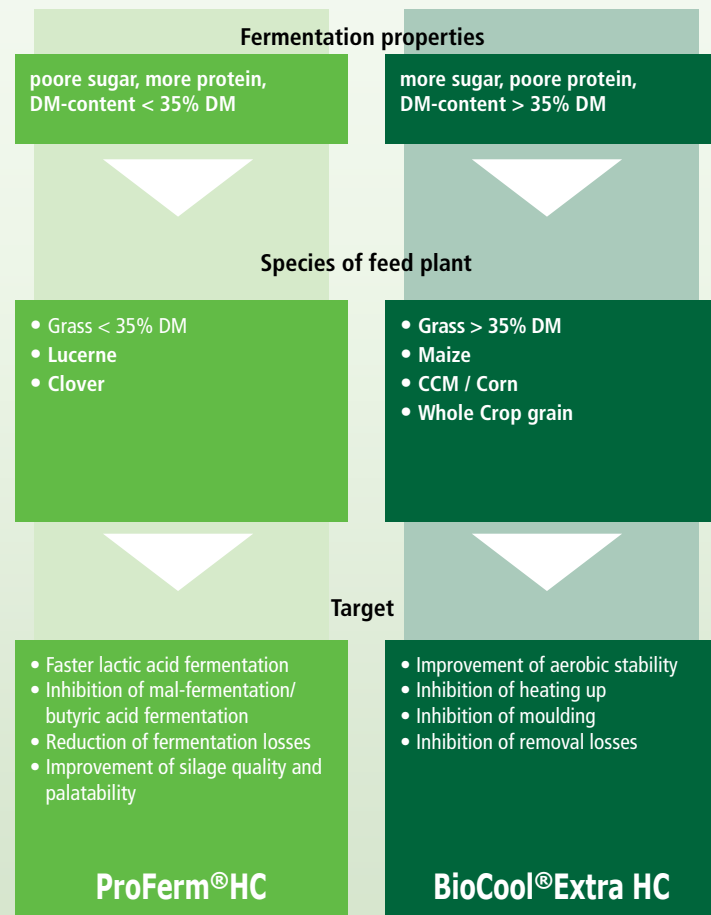 Fermentation properties
poore sugar, more protein,
DM-content < 35% DM
more sugar, poore protein,
DM-content > 35% DM
Species of feed plant
• Grass < 35% DM
• Lucerne
• Clover
• Grass > 35% DM
• Maize
• CCM / Corn
• Whole Crop grain
Target
• Faster lactic acid fermentation
• Inhibition of mal-fermentation/
butyric acid fermentation
• Reduction of fermentation losses
• Improvement of silage quality and
palatability
ProFerm®HC
• Improvement of aerobic stability
• Inhibition of heating up
• Inhibition of moulding
• Inhibition of removal losses
BioCool®Extra HC